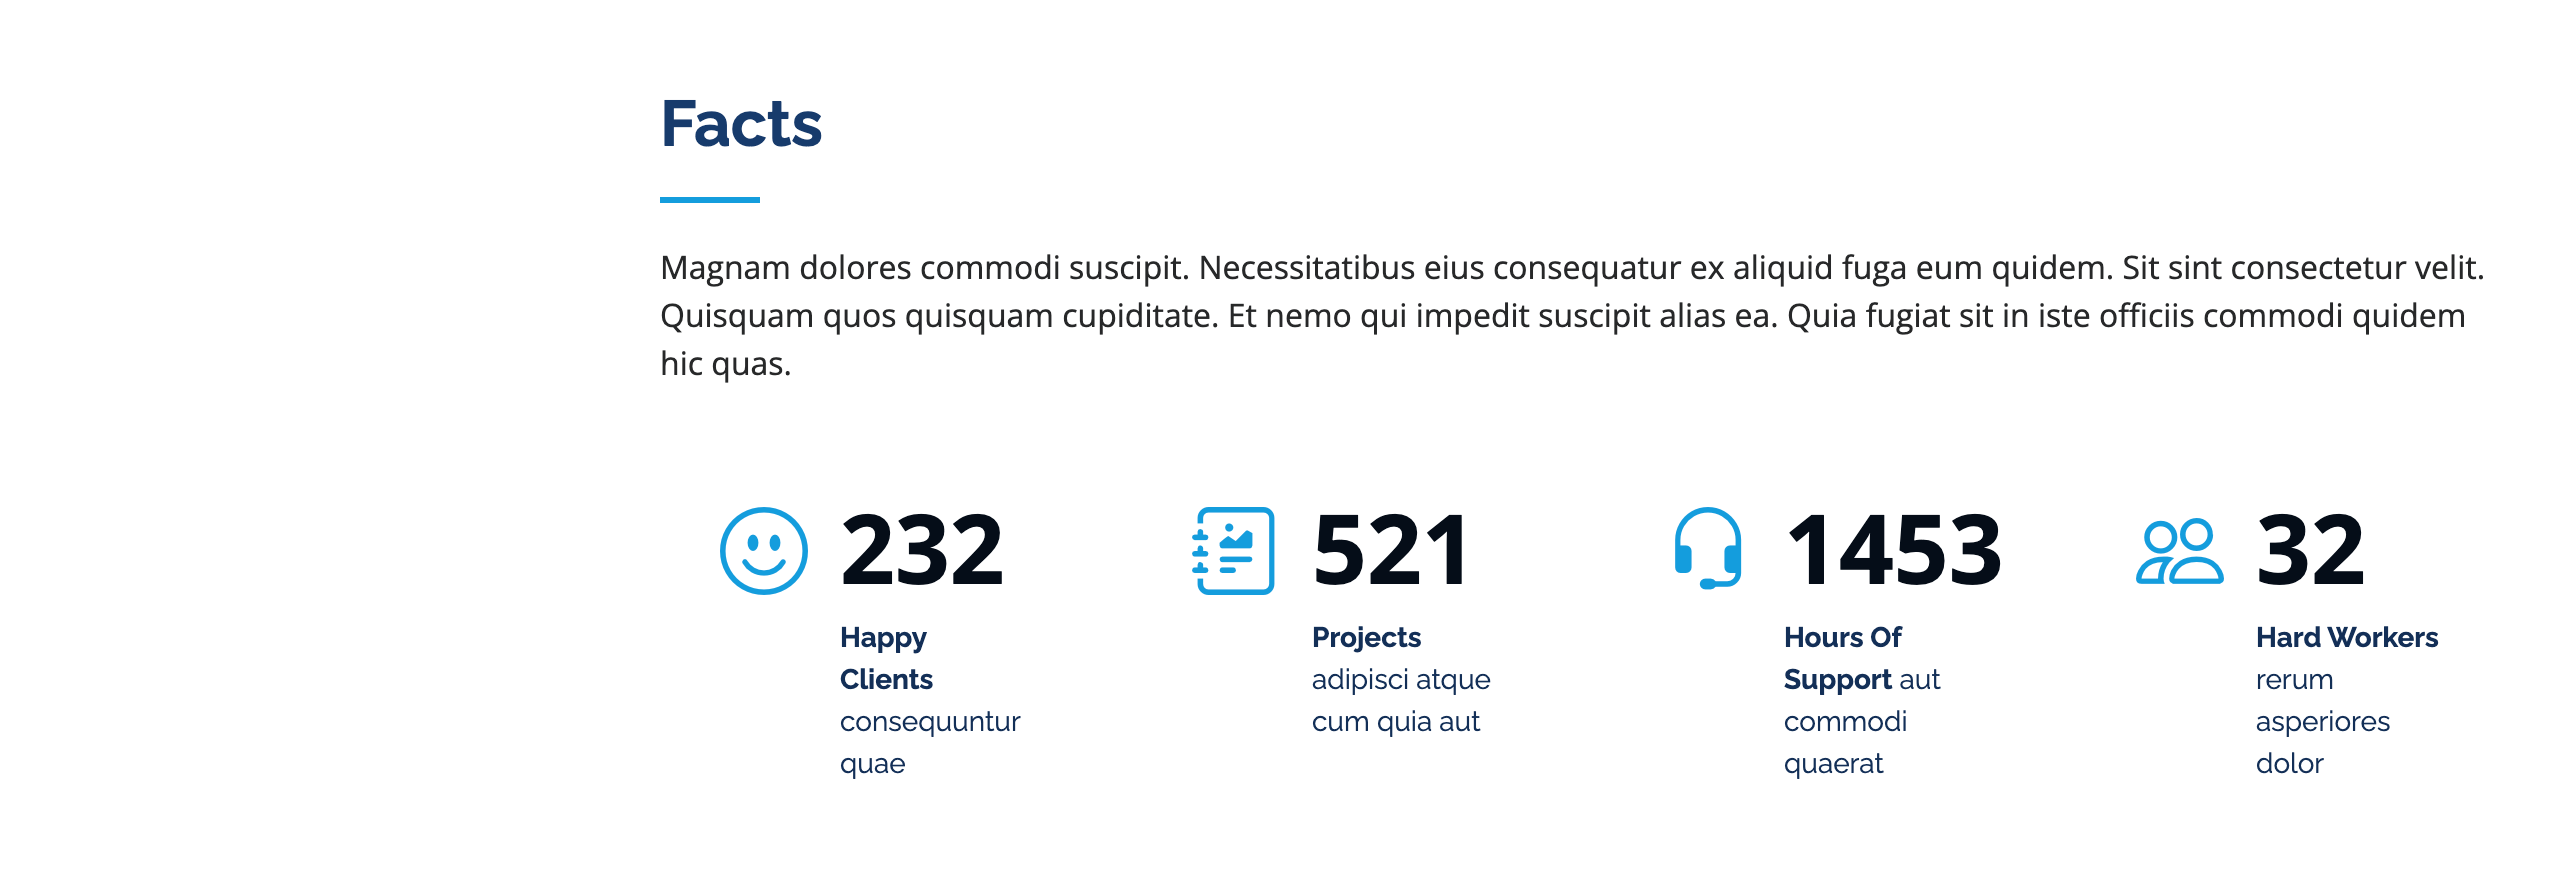 Facts
Magnam dolores commodi suscipit. Necessitatibus eius consequatur ex aliquid fuga eum quidem. Sit sint consectetur velit.
Quisquam quos quisquam cupiditate. Et nemo qui impedit suscipit alias ea. Quia fugiat sit in iste officiis commodi quidem
hic quas.
232
Happy
Clients
consequuntur
quae
521
Projects
adipisci atque
cum quia aut
1453
Hours Of
Support aut
commodi
quaerat
32
Hard Workers
rerum
asperiores
dolor